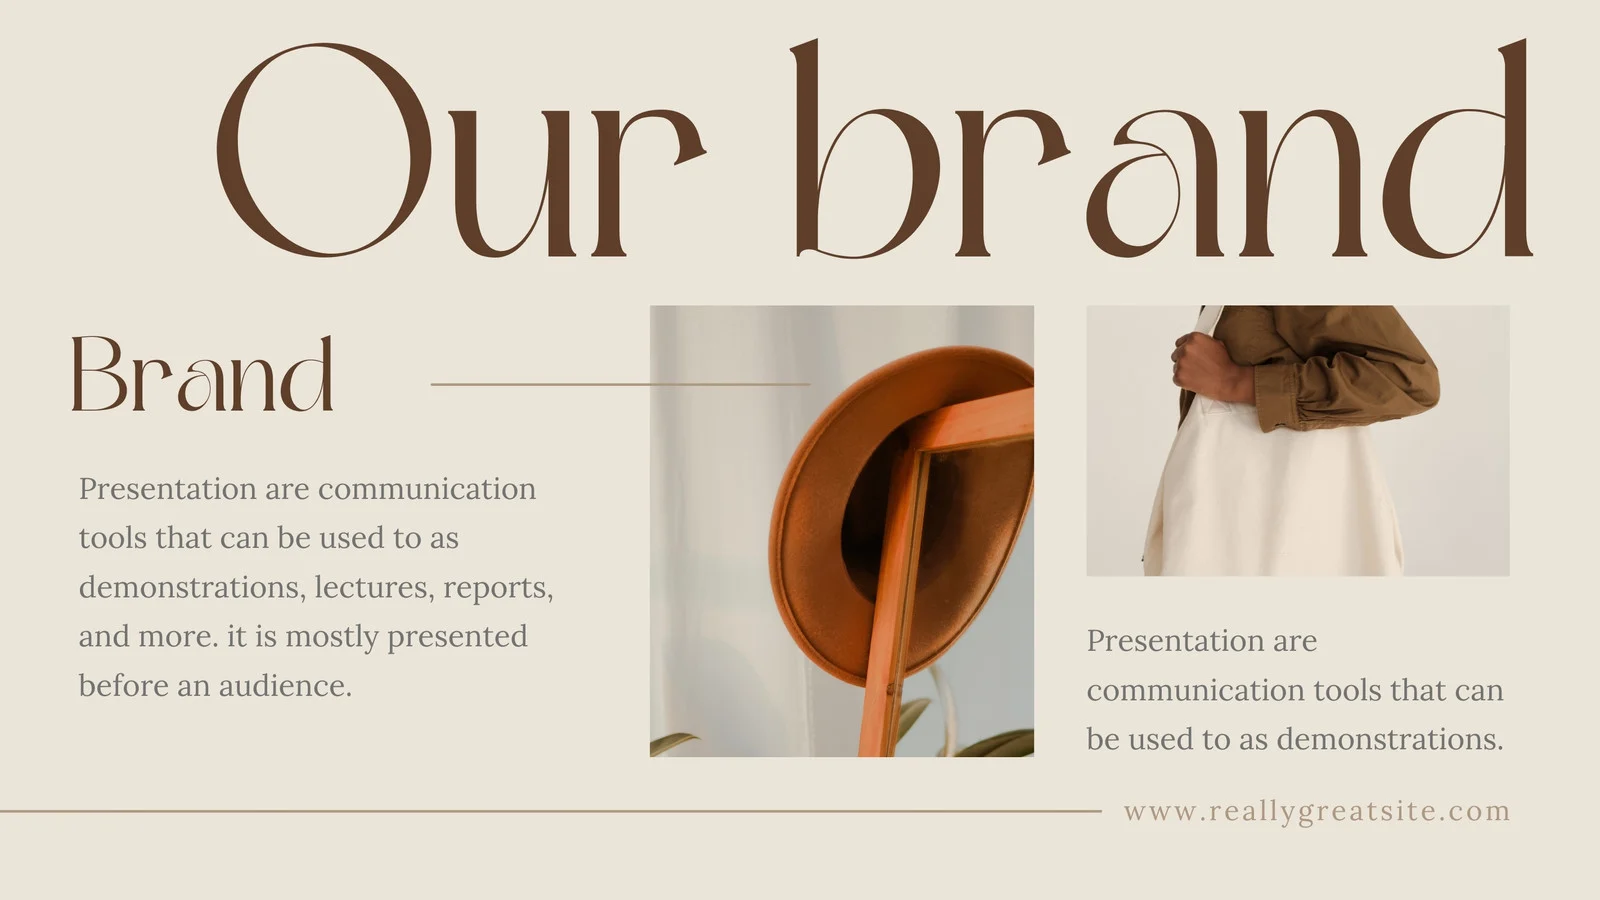 Our brand
Brand
Presentation are communication
tools that can be used to as
demonstrations, lectures, reports,
and more. it is mostly presented
before an audience.
Presentation are
communication tools that can
be used to as demonstrations.
www.reallygreatsite.com